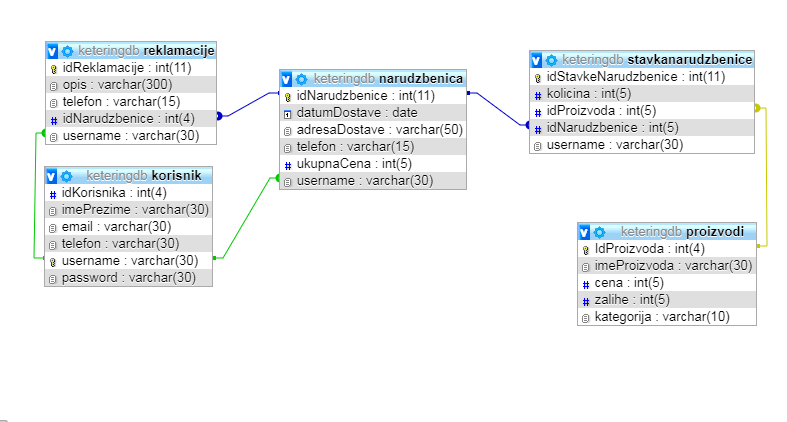 keteringdb reklamacije
idReklamacije : int(11)
opis : varchar(300)
telefon : varchar(15)
idNarudzbenice : int(4)
username : varchar(30)
keteringdb korisnik
idKorisnika : int(4)
imePrezime : varchar(30)
email : varchar(30)
telefon : varchar(30)
username : varchar(30)
password : varchar(30)
keteringdb narudzbenica
idNarudzbenice : int(11)
datumDostave : date
adresaDostave : varchar(50)
telefon : varchar(15)
ukupnaCena : int(5)
username : varchar(30)
keteringdb stavkanarudzbenice
idStavkeNarudzbenice : int(11)
kolicina : int(5)
idProizvoda : int(5)
idNarudzbenice : int(5)
username : varchar(30)
keteringdb proizvodi
IdProizvoda : int(4)
imeProizvoda : varchar(30)
cena : int(5)
zalihe : int(5)
kategorija : varchar(10)